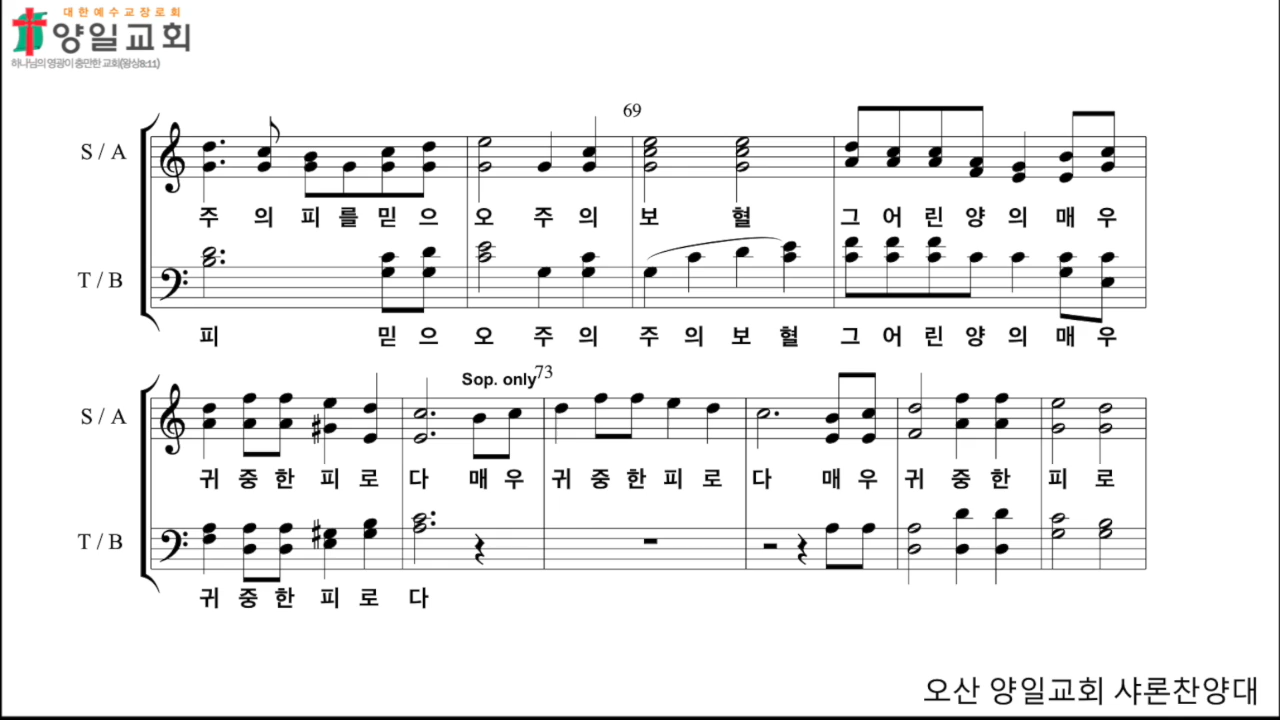 대한예수교장로회
양일교회
하나님의 영광이 충만한 교회(왕상8:11)
69
S / A
주 의 피 를 믿 으 오 주 의 보 혈 그 어 린 양 의 매 우
T / B
피 믿 으 오 주 의 주 의 보 혈 그 어 린 양 의 매 우
Sop. only 73
S / A
귀 중 한 피 로 다 매 우 귀 중 한 피 로 다 매 우 귀 중 한 피 로
T / B
귀 중 한 피 로 다
오산 양일교회 샤론찬양대